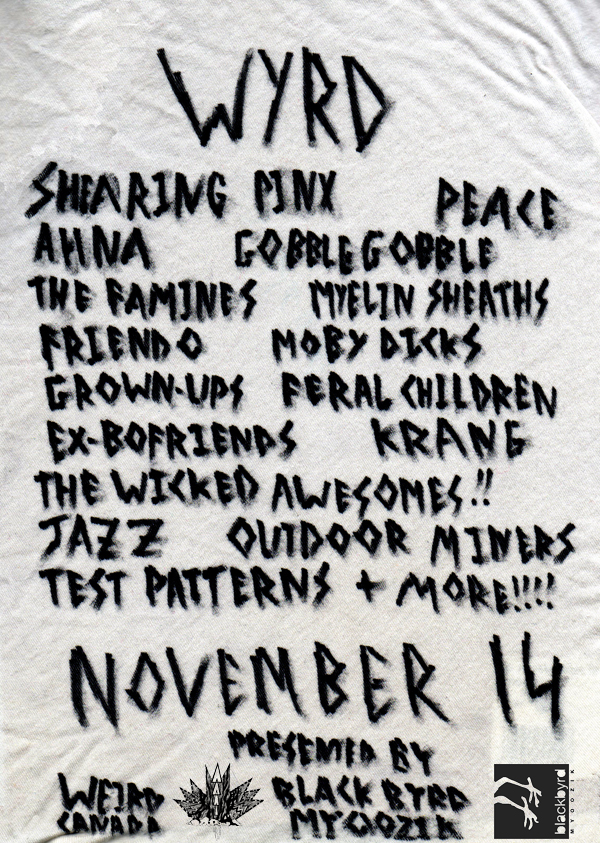 WYRD
SHEARING PINX PEACE
AHNA GOBBLE GOBBLE
THE FAMINES MYELIN SHEATHS
FRIENDO MOBY DICKS
GROWN-UPS FERAL CHILDREN
EX-BOFRIENDS KRANG
THE WICKED AWESOMES!!
JAZZ OUTDOOR MINERS
TEST PATTERNS + MORE!!!!
NOVEMBER 14
PRESENTED BY
WEIRD CANADA
BLACK BYRD MYOOZIK
blackbyrd
MYOOZIK